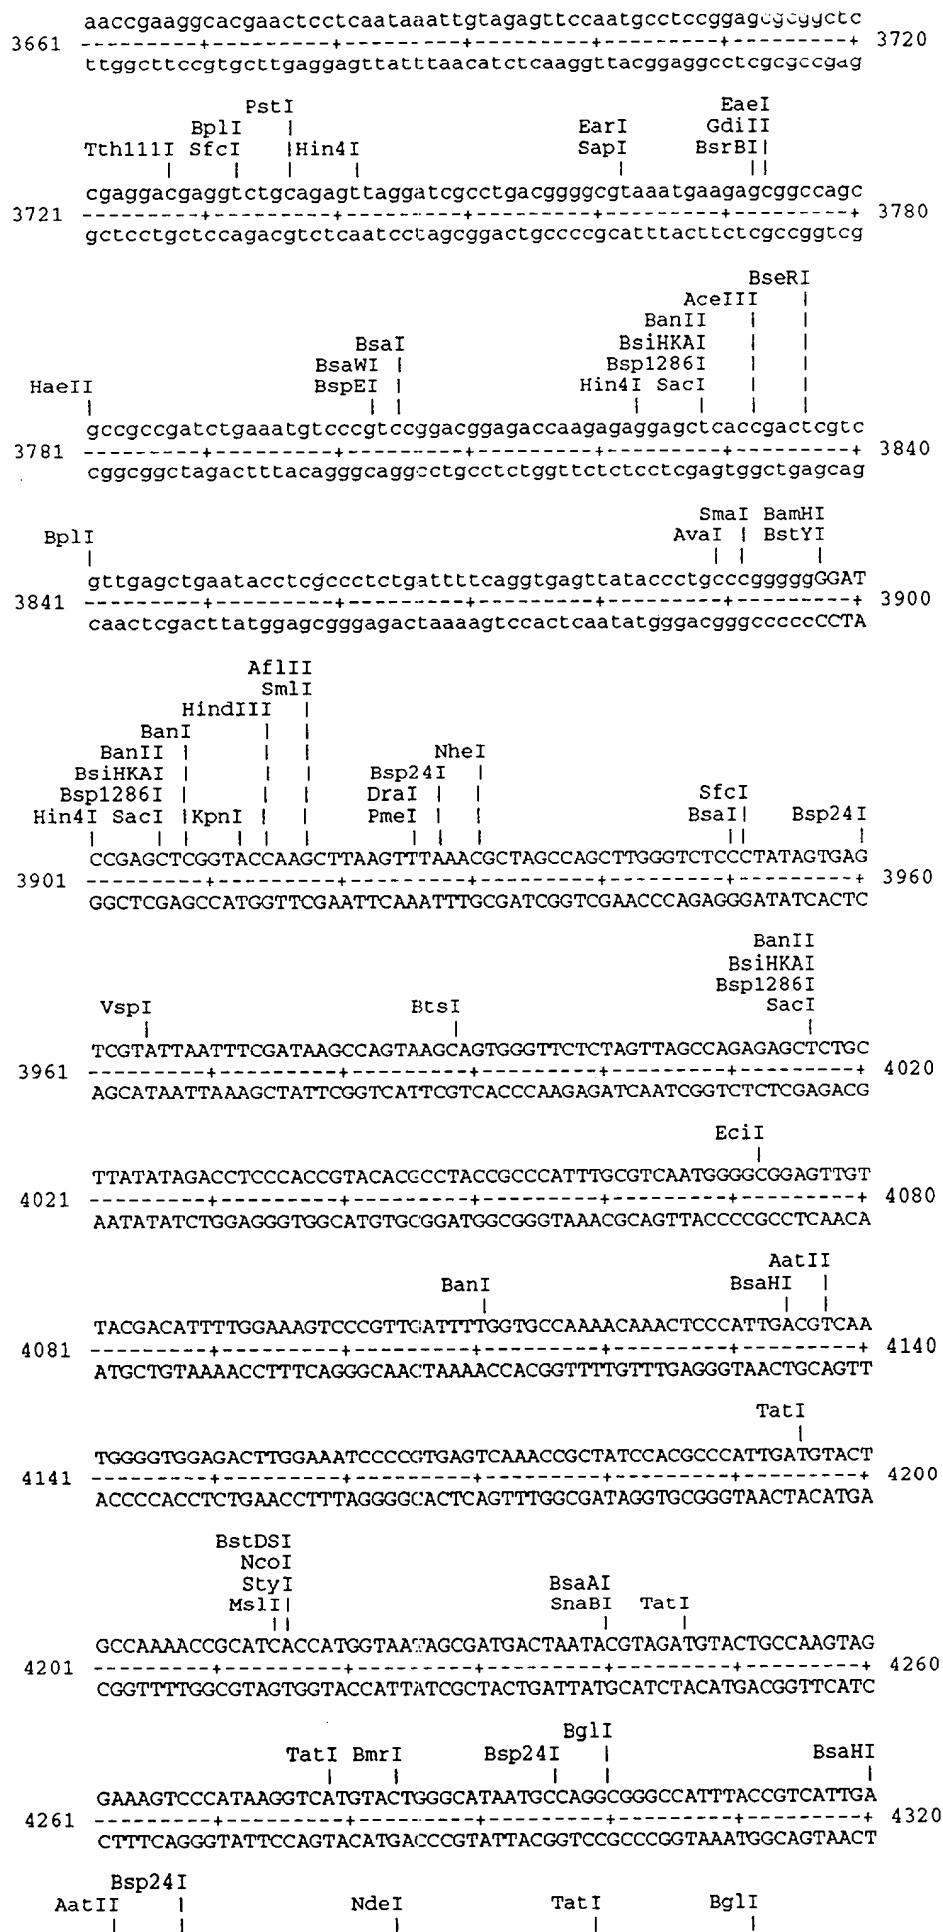 aaccgaaggcacgaactcctcaataaattgtagagttccaatgcctccggagcgcggctc
3661 ---------+---------+---------+---------+---------+---------+ 3720
ttggcttccgtgcttgaggagttatttaacatctcaaggttacggaggcctcgcgccgag
PstI EaeI
BplI | EarI GdiII
Tth111I SfcI |Hin4I SapI BsrBI|
cgaggacgaggtctgcagagttaggatcgcctgacggggcgtaaatgaagagcggccagc
3721 ---------+---------+---------+---------+---------+---------+ 3780
gctcctgctccagacgtctcaatcctagcggactgccccgcatttacttctcgccggtcg
BseRI
AceIII |
BanII | |
BsaI BsiHKAI | |
BsaWI | Bsp1286I | |
HaeII BspEI | Hin4I SacI | |
gccgccgatctgaaatgtcccgtccggacggagaccaagagaggagctcaccgactcgtc
3781 ---------+---------+---------+---------+---------+---------+ 3840
cggcggctagactttacagggcaggcctgcctctggttctctcctcgagtggctgagcag
SmaI BamHI
BplI AvaI | BstYI
gttgagctgaatacctcgccctctgattttcaggtgagttataccctgcccgggggGGAT
3841 ---------+---------+---------+---------+---------+---------+ 3900
caactcgacttatggagcgggagactaaaagtccactcaatatgggacgggcccccCCTA
AflII
SmlI
HindIII |
BanI | |
BanII | | | NheI
BsiHKAI | | | Bsp24I |
Bsp1286I | | | DraI | | SfcI
Hin4I SacI |KpnI | | PmeI | | BsaI| Bsp24I
CCGAGCTCGGTACCAAGCTTAAGTTTAAACGCTAGCCAGCTTGGGTCTCCCTATAGTGAG
3901 ---------+---------+---------+---------+---------+---------+ 3960
GGCTCGAGCCATGGTTCGAATTCAAATTTGCGATCGGTCGAACCCAGAGGGATATCACTC
BanII
BsiHKAI
Bsp1286I
VspI BtsI SacI
TCGTATTAATTTCGATAAGCCAGTAAGCAGTGGGTTCTCTAGTTAGCCAGAGAGCTCTGC
3961 ---------+---------+---------+---------+---------+---------+ 4020
AGCATAATTAAAGCTATTCGGTCATTCGTCACCCAAGAGATCAATCGGTCTCTCGAGACG
EciI
TTATATAGACCTCCCACCGTACACGCCTACCGCCCATTTGCGTCAATGGGGCGGAGTTGT
4021 ---------+---------+---------+---------+---------+---------+ 4080
AATATATCTGGAGGGTGGCATGTGCGGATGGCGGGTAAACGCAGTTACCCCGCCTCAACA
AatII
BanI BsaHI |
TACGACATTTTGGAAAGTCCCGTTGATTTTGGTGCCAAAACAAACTCCCATTGACGTCAA
4081 ---------+---------+---------+---------+---------+---------+ 4140
ATGCTGTAAAACCTTTCAGGGCAACTAAAACCACGGTTTTGTTTGAGGGTAACTGCAGTT
TatI
TGGGGTGGAGACTTGGAAATCCCCGTGAGTCAAACCGCTATCCACGCCCATTGATGTACT
4141 ---------+---------+---------+---------+---------+---------+ 4200
ACCCCACCTCTGAACCTTTAGGGGCACTCAGTTTGGCGATAGGTGCGGGTAACTACATGA
BstDSI
NcoI
StyI BsaAI
MslI| SnaBI TatI
GCCAAAACCGCATCACCATGGTAATAGCGATGACTAATACGTAGATGTACTGCCAAGTAG
4201 ---------+---------+---------+---------+---------+---------+ 4260
CGGTTTTGGCGTAGTGGTACCATTATCGCTACTGATTATGCATCTACATGACGGTTCATC
BglI
TatI BmrI Bsp24I | BsaHI
GAAAGTCCCATAAGGTCATGTACTGGGCATAATGCCAGGCGGGCCATTTACCGTCATTGA
4261 ---------+---------+---------+---------+---------+---------+ 4320
CTTTCAGGGTATTCCAGTACATGACCCGTATTACGGTCCGCCCGGTAAATGGCAGTAACT
Bsp24I
AatII | NdeI TatI BglI